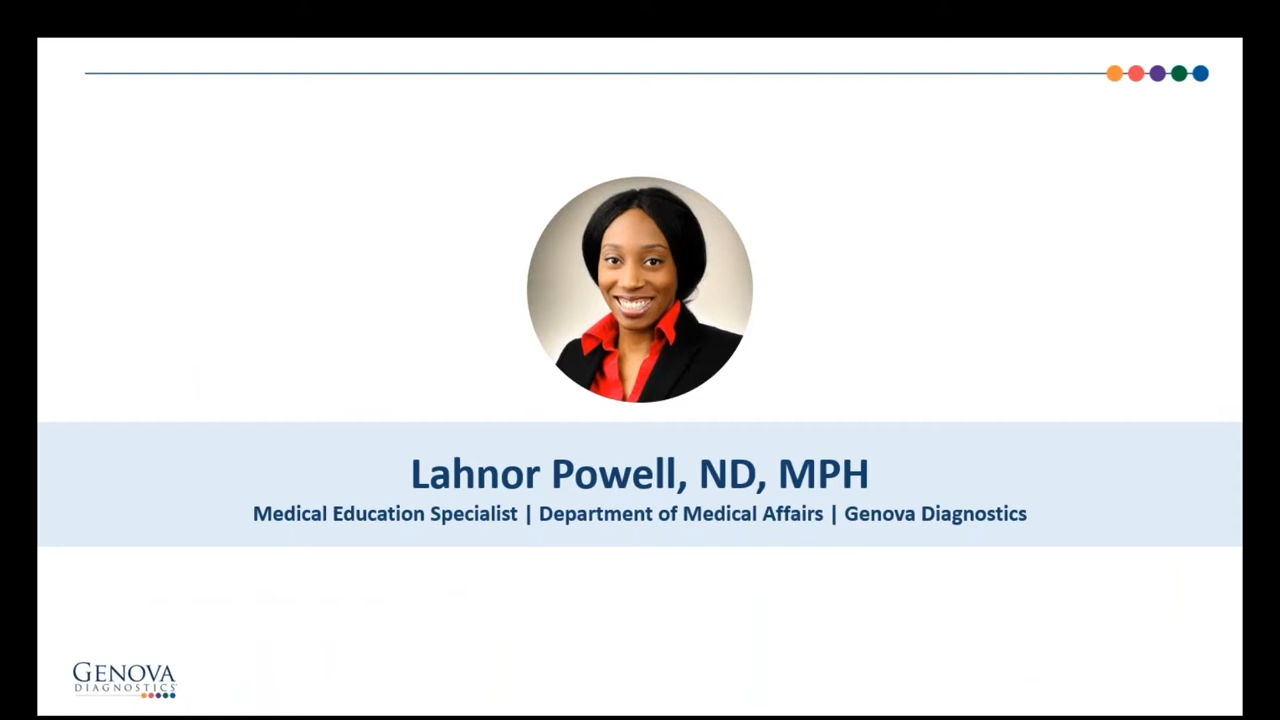 Lahnor Powell, ND, MPH
Medical Education Specialist | Department of Medical Affairs | Genova Diagnostics
GENOVA
DIAGNOSTICS